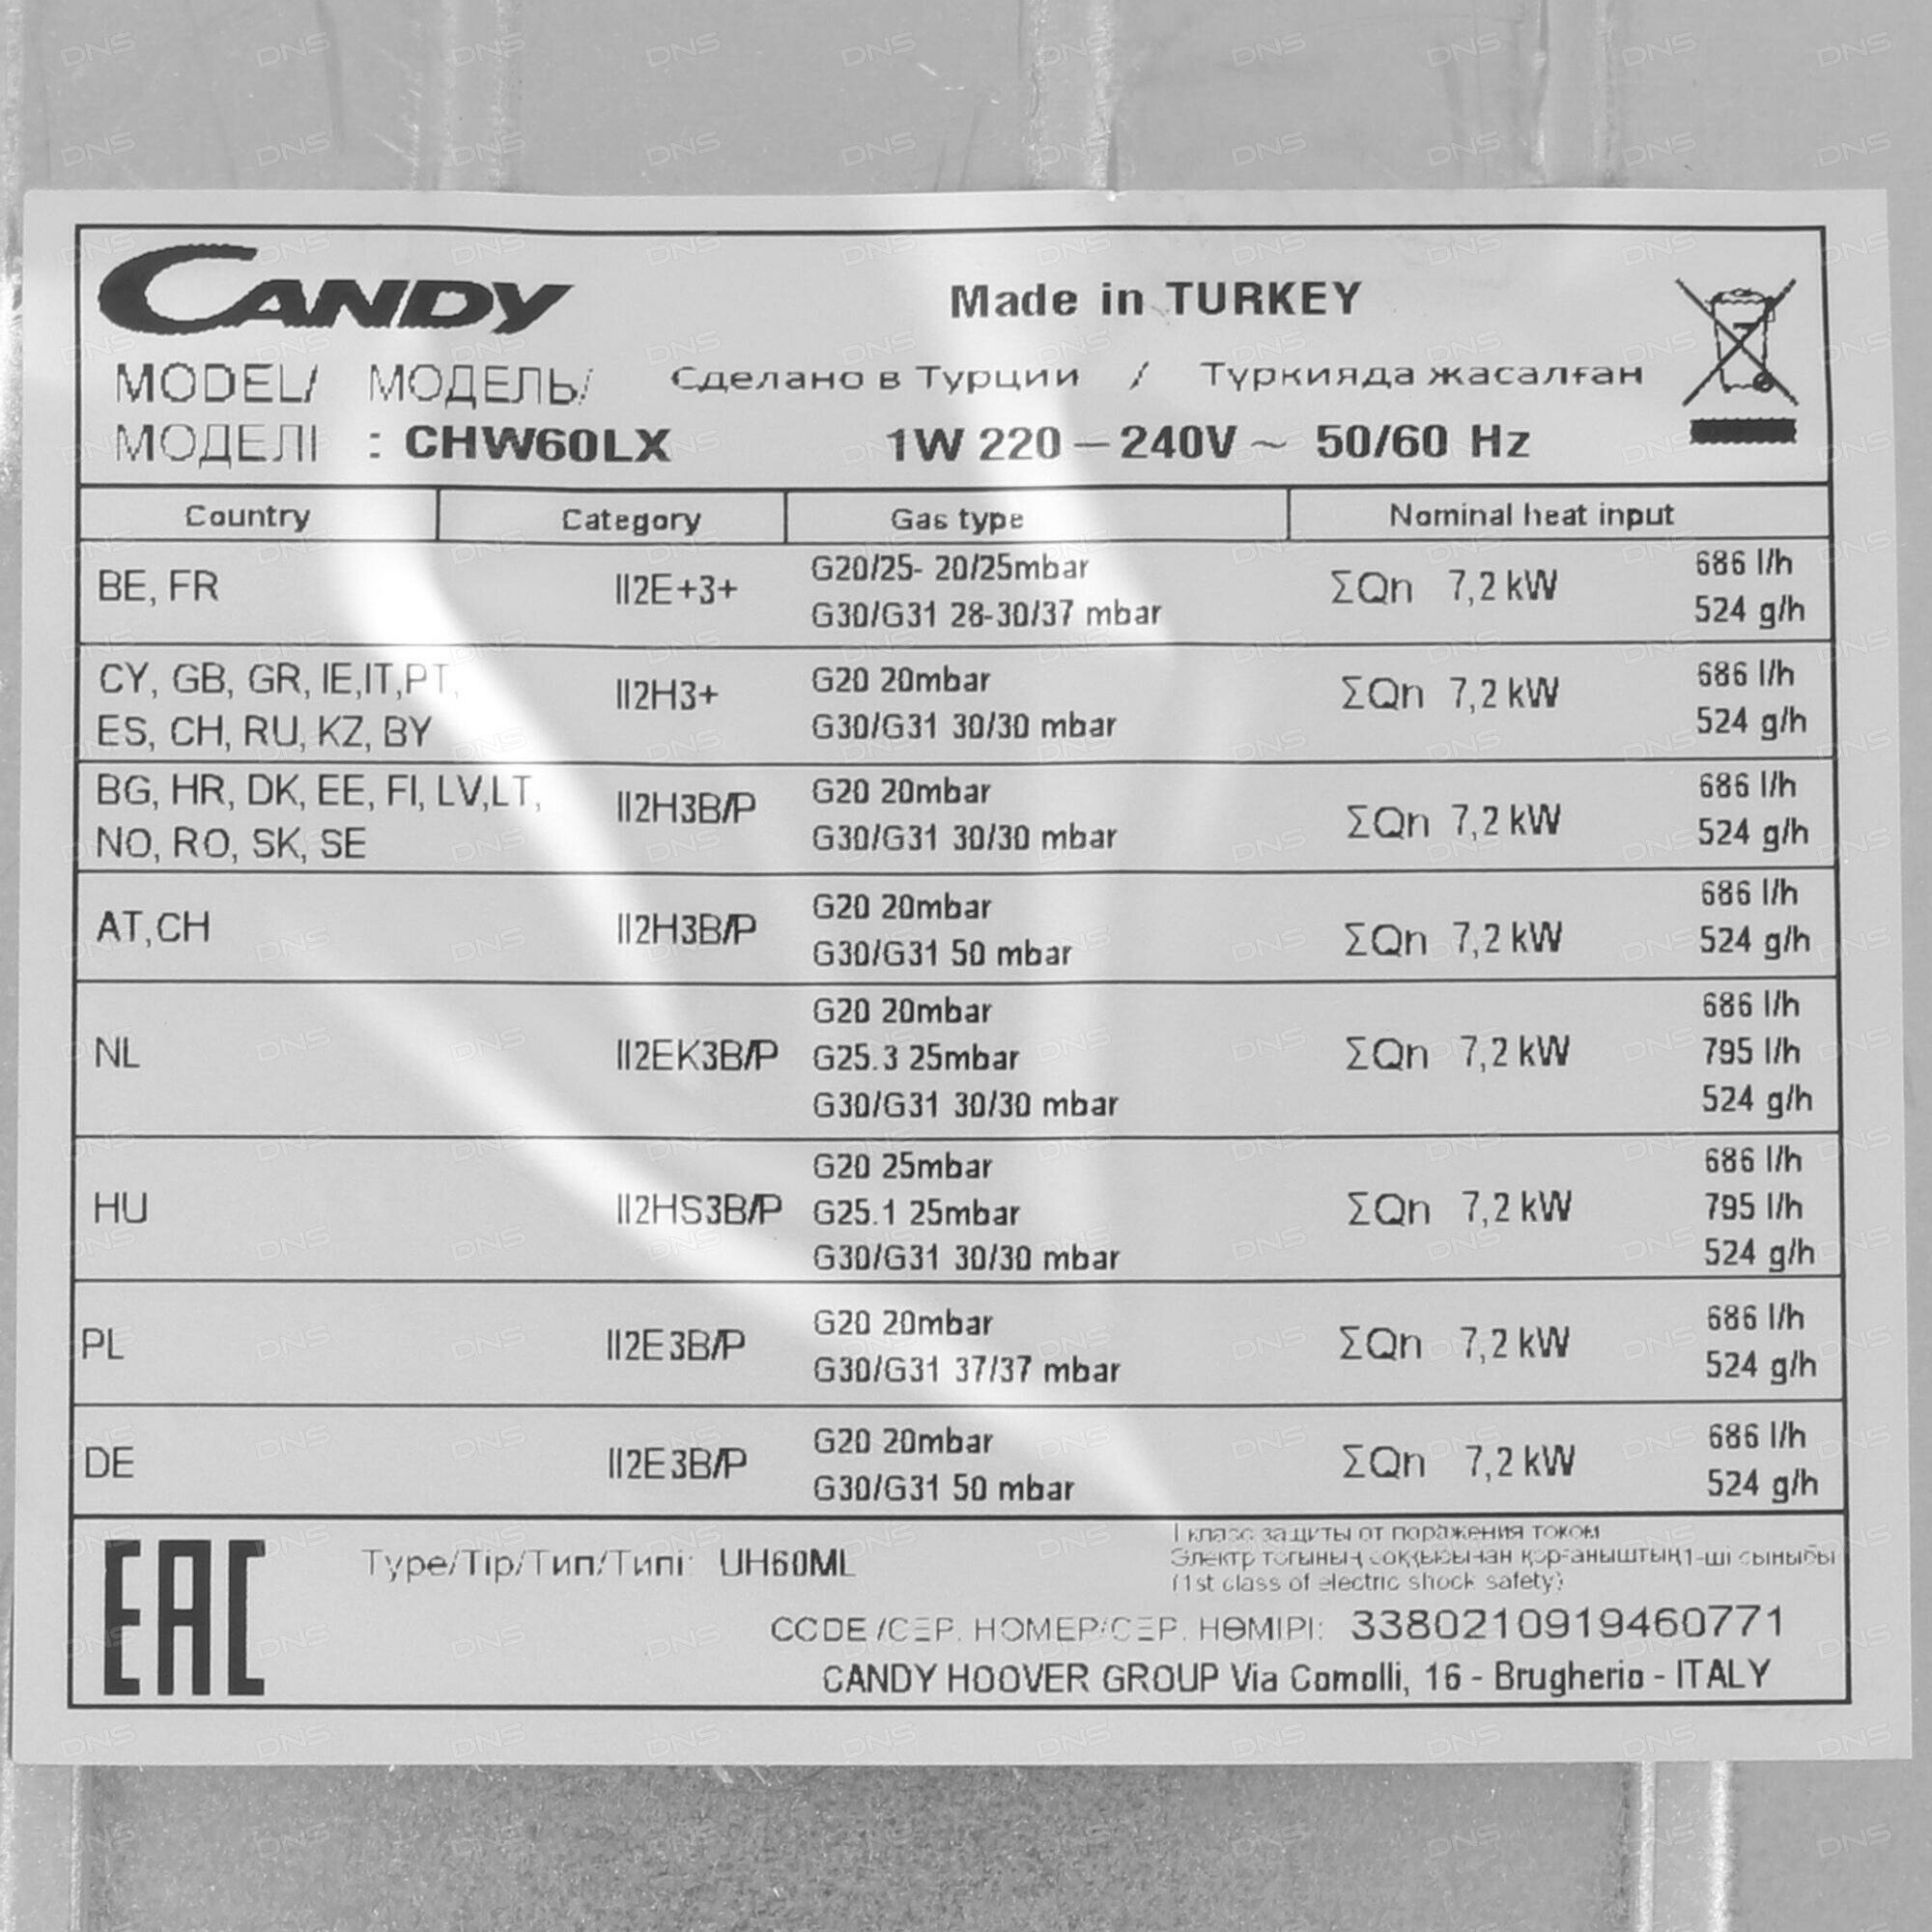 CANDY
Made in TURKEY
MODEL/ МОДЕЛЬ/ Сделано в Турции / Түркияда жасалған
МОДЕЛІ : CHW60LX 1W 220 – 240V ~ 50/60 Hz
Country Category Gas type Nominal heat input
BE, FR II2E+3+ G20/25- 20/25mbar ΣQn 7,2 kW 686 l/h
G30/G31 28-30/37 mbar 524 g/h
CY, GB, GR, IE,IT,PT, II2H3+ G20 20mbar ΣQn 7,2 kW 686 l/h
ES, CH, RU, KZ, BY G30/G31 30/30 mbar 524 g/h
BG, HR, DK, EE, FI, LV,LT, II2H3B/P G20 20mbar ΣQn 7,2 kW 686 l/h
NO, RO, SK, SE G30/G31 30/30 mbar 524 g/h
AT,CH II2H3B/P G20 20mbar ΣQn 7,2 kW 686 l/h
G30/G31 50 mbar 524 g/h
G20 20mbar 686 l/h
NL II2EK3B/P G25.3 25mbar ΣQn 7,2 kW 795 l/h
G30/G31 30/30 mbar 524 g/h
G20 25mbar 686 l/h
HU II2HS3B/P G25.1 25mbar ΣQn 7,2 kW 795 l/h
G30/G31 30/30 mbar 524 g/h
PL II2E3B/P G20 20mbar ΣQn 7,2 kW 686 l/h
G30/G31 37/37 mbar 524 g/h
DE II2E3B/P G20 20mbar ΣQn 7,2 kW 686 l/h
G30/G31 50 mbar 524 g/h
EAC
Type/Tip/Тип/Типі: UH60ML
I класс защиты от поражения током
Электр тогының соққысынан қорғаныштың 1-ші сыныбы
(1st class of electric shock safety)
CODE /СЕР. НОМЕР/СЕР. НӨМІРІ: 3380210919460771
CANDY HOOVER GROUP Via Comolli, 16 - Brugherio - ITALY
DNS